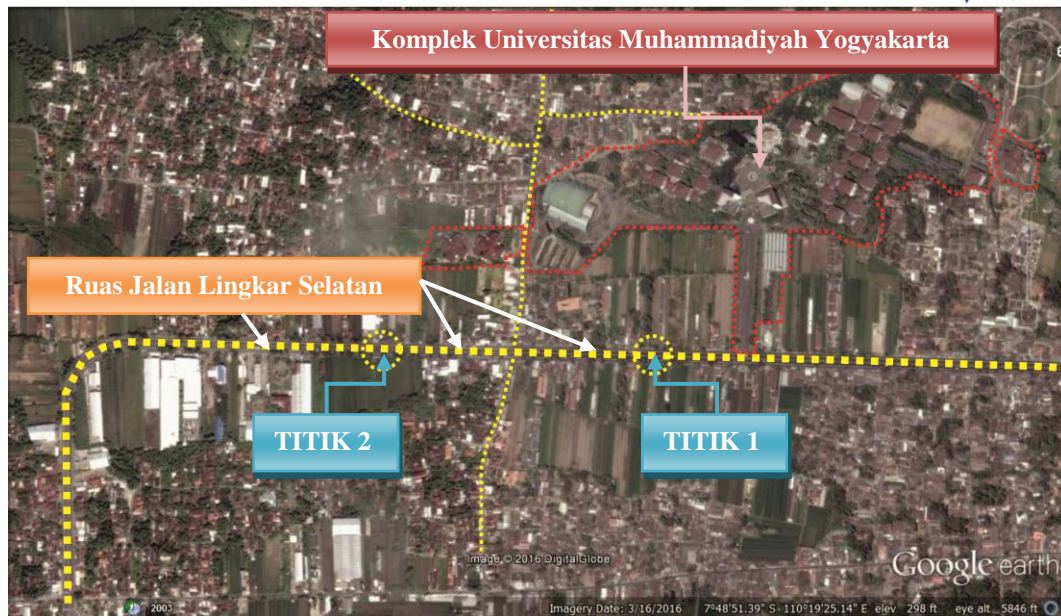 Komplek Universitas Muhammadiyah Yogyakarta
Ruas Jalan Lingkar Selatan
TITIK 2
TITIK 1
Image © 2016 DigitalGlobe
Google earth
2003
Imagery Date: 3/16/2016 7°48'51.39" S 110°19'25.14" E elev 298 ft eye alt 5846 ft